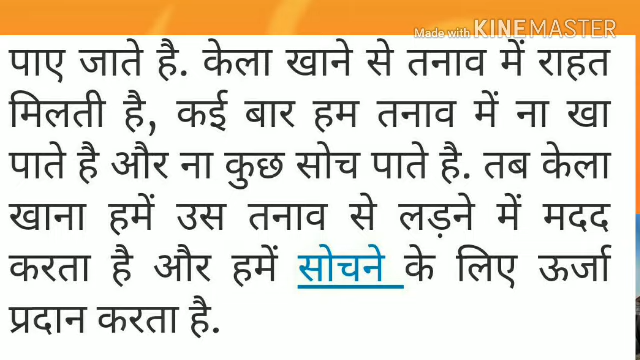 Made with KINEMASTER
पाए जाते है. केला खाने से तनाव में राहत
मिलती है, कई बार हम तनाव में ना खा
पाते है और ना कुछ सोच पाते है. तब केला
खाना हमें उस तनाव से लड़ने में मदद
करता है और हमें सोचने के लिए ऊर्जा
प्रदान करता है.